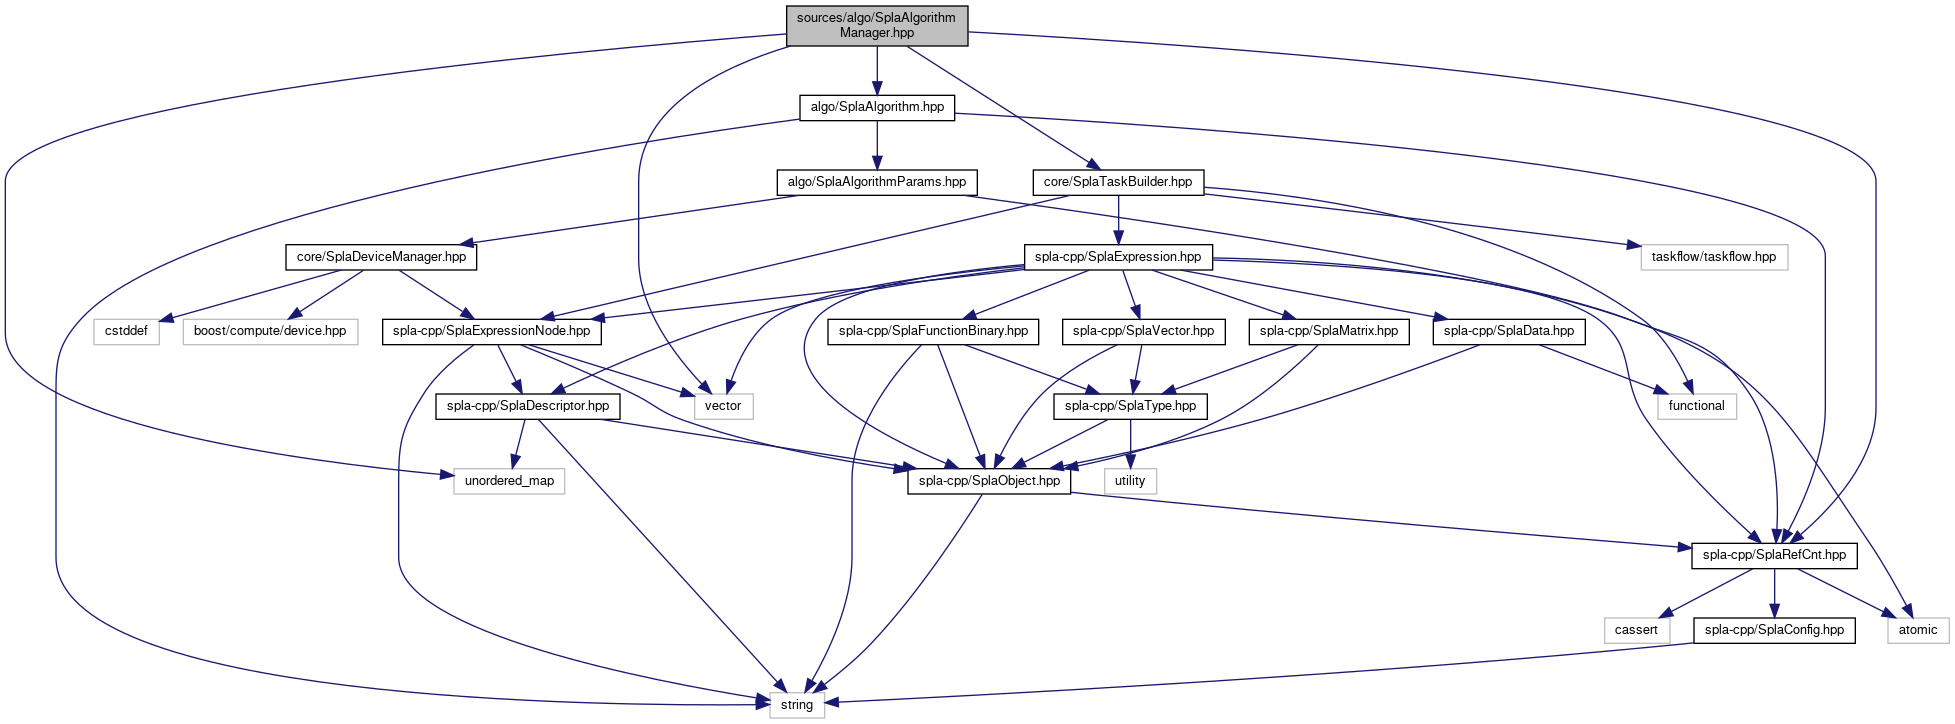 sources/algo/SplaAlgorithm
Manager.hpp
algo/SplaAlgorithm.hpp
algo/SplaAlgorithmParams.hpp
core/SplaTaskBuilder.hpp
core/SplaDeviceManager.hpp
spla-cpp/SplaExpression.hpp
taskflow/taskflow.hpp
cstddef
boost/compute/device.hpp
spla-cpp/SplaExpressionNode.hpp
spla-cpp/SplaFunctionBinary.hpp
spla-cpp/SplaVector.hpp
spla-cpp/SplaMatrix.hpp
spla-cpp/SplaData.hpp
spla-cpp/SplaDescriptor.hpp
vector
spla-cpp/SplaType.hpp
functional
unordered_map
spla-cpp/SplaObject.hpp
utility
spla-cpp/SplaRefCnt.hpp
cassert
spla-cpp/SplaConfig.hpp
atomic
string